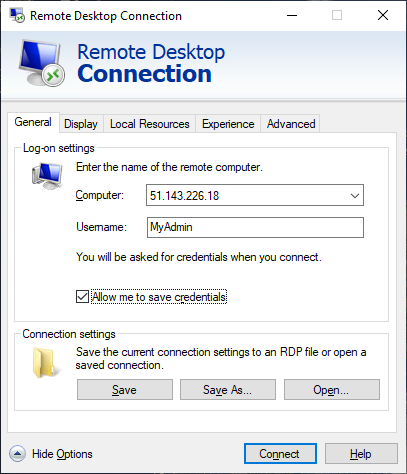 Remote Desktop Connection
Remote Desktop
Connection
General
Display
Local Resources
Experience
Advanced
Log-on settings
Enter the name of the remote computer.
Computer:
51.143.226.18
Username:
MyAdmin
You will be asked for credentials when you connect.
Allow me to save credentials
Connection settings
Save the current connection settings to an RDP file or open a
saved connection.
Save
Save As...
Open...
Hide Options
Connect
Help